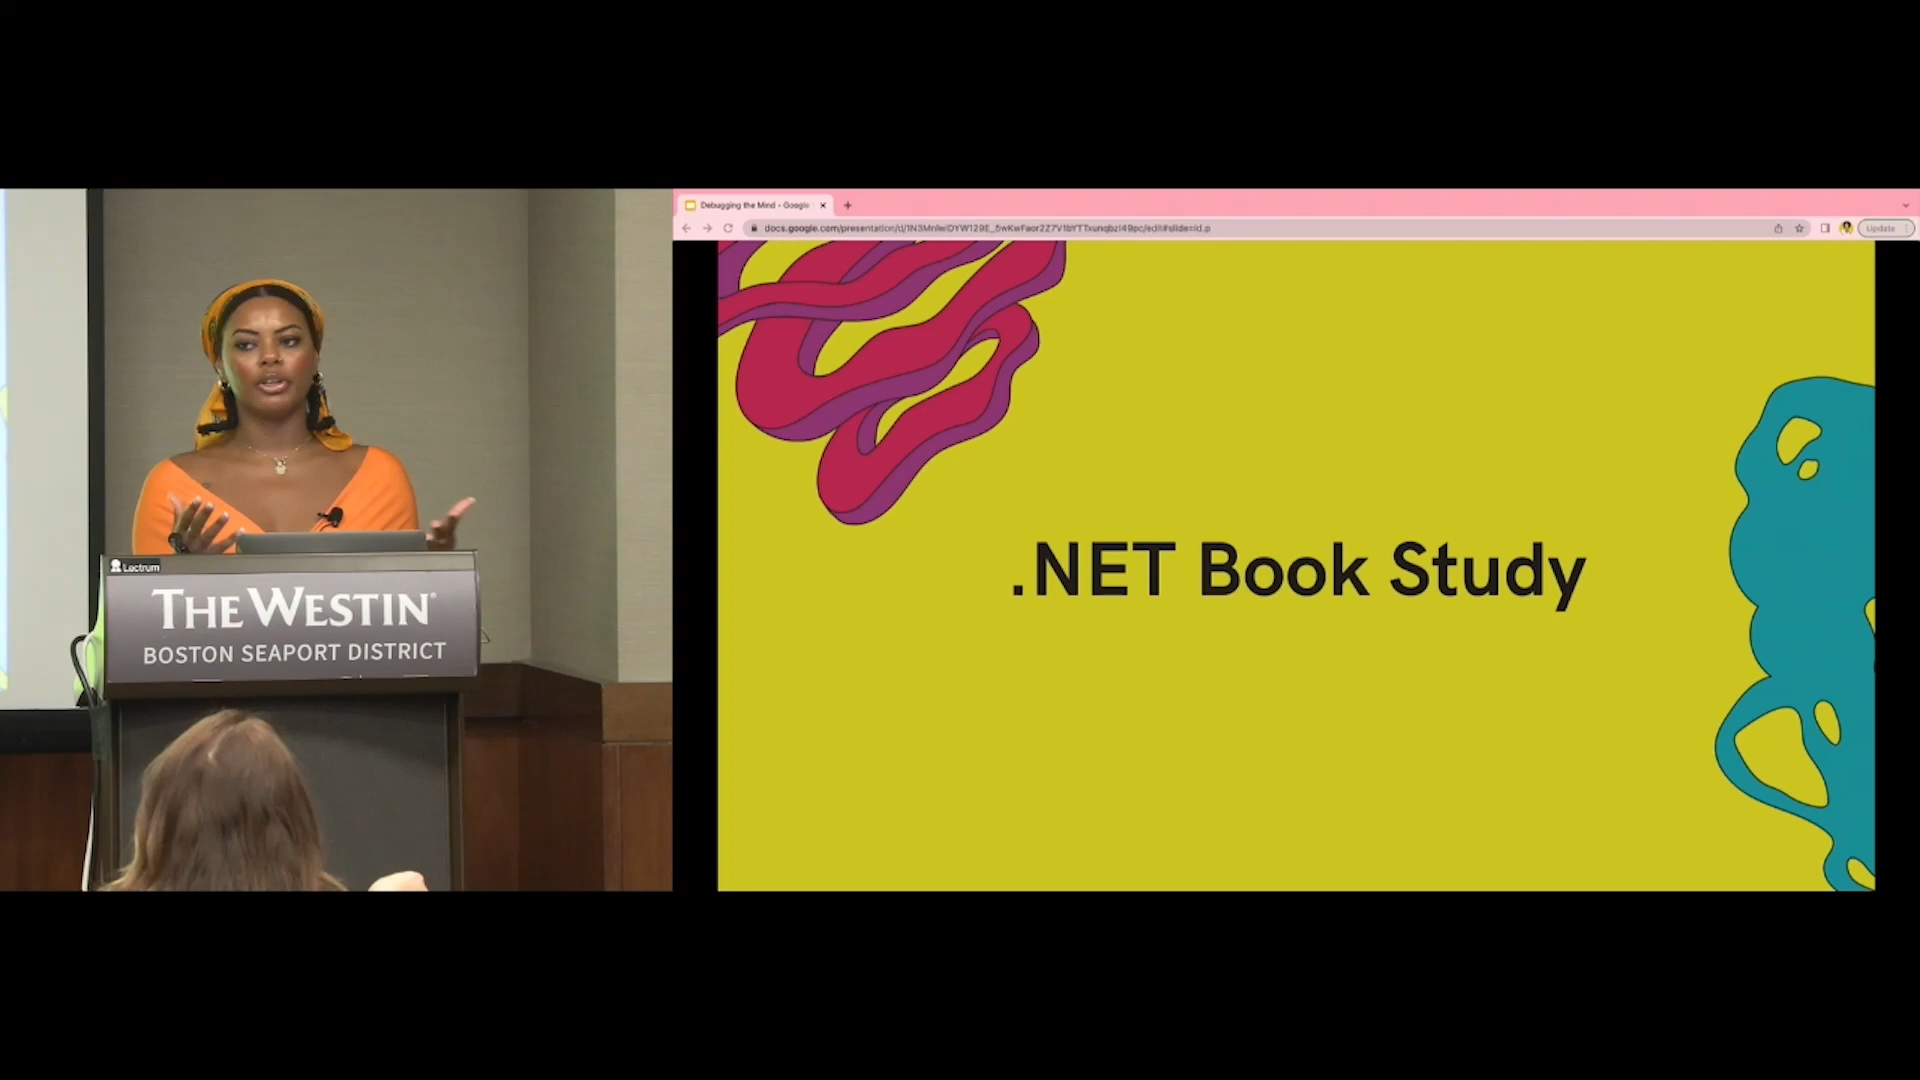 Lectrum
THE WESTIN®
BOSTON SEAPORT DISTRICT
Debugging the Mind - Google
Update
.NET Book Study